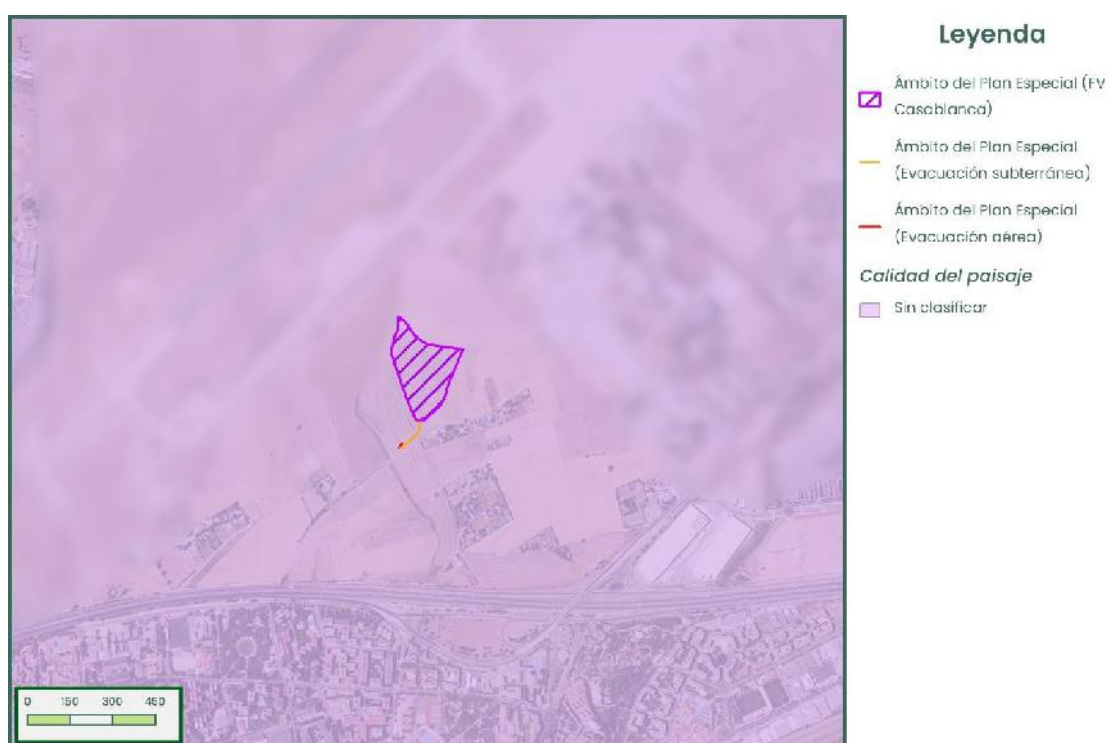 Leyenda
Ámbito del Plan Especial (FV
Casablanca)
Ámbito del Plan Especial
(Evacuación subterránea)
Ámbito del Plan Especial
(Evacuación aérea)
Calidad del paisaje
Sin clasificar
0 150 300 450